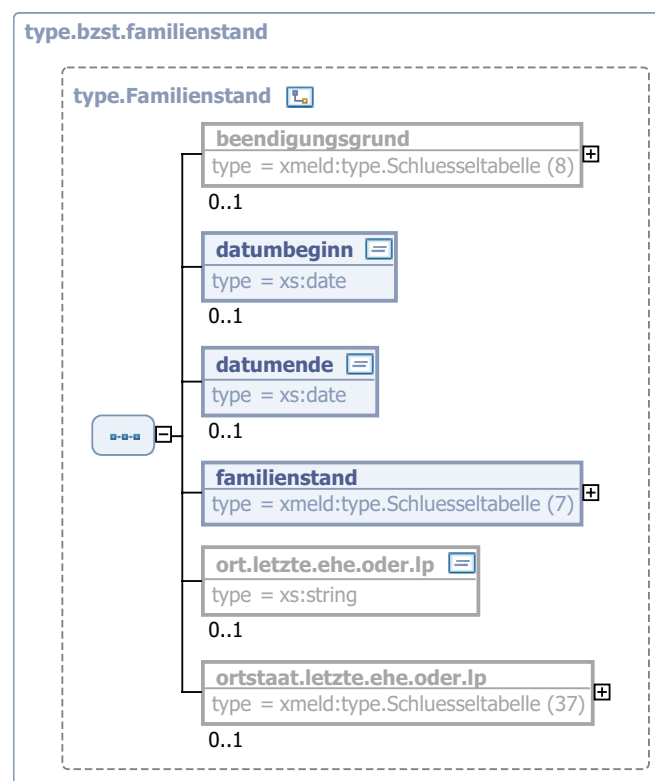 type.bzst.familienstand
type.Familienstand
beendigungsgrund
type = xmeld:type.Schluesseltabelle (8)
0..1
datumbeginn
type = xs:date
0..1
datumende
type = xs:date
0..1
familienstand
type = xmeld:type.Schluesseltabelle (7)
ort.letzte.ehe.oder.lp
type = xs:string
0..1
ortstaat.letzte.ehe.oder.lp
type = xmeld:type.Schluesseltabelle (37)
0..1